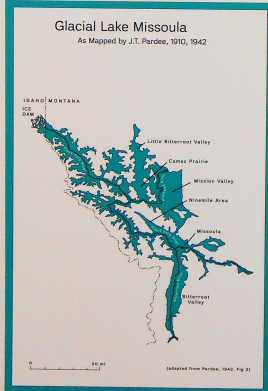 Glacial Lake Missoula
As Mapped by J.T. Pardee, 1910, 1942
IDAHO MONTANA
ICE
DAM
Little Bitterroot Valley
Camas Prairie
Mission Valley
Ninemile Area
Missoula
Bitterroot
Valley
0 50 mi
(adapted from Pardee, 1942, Fig 3)